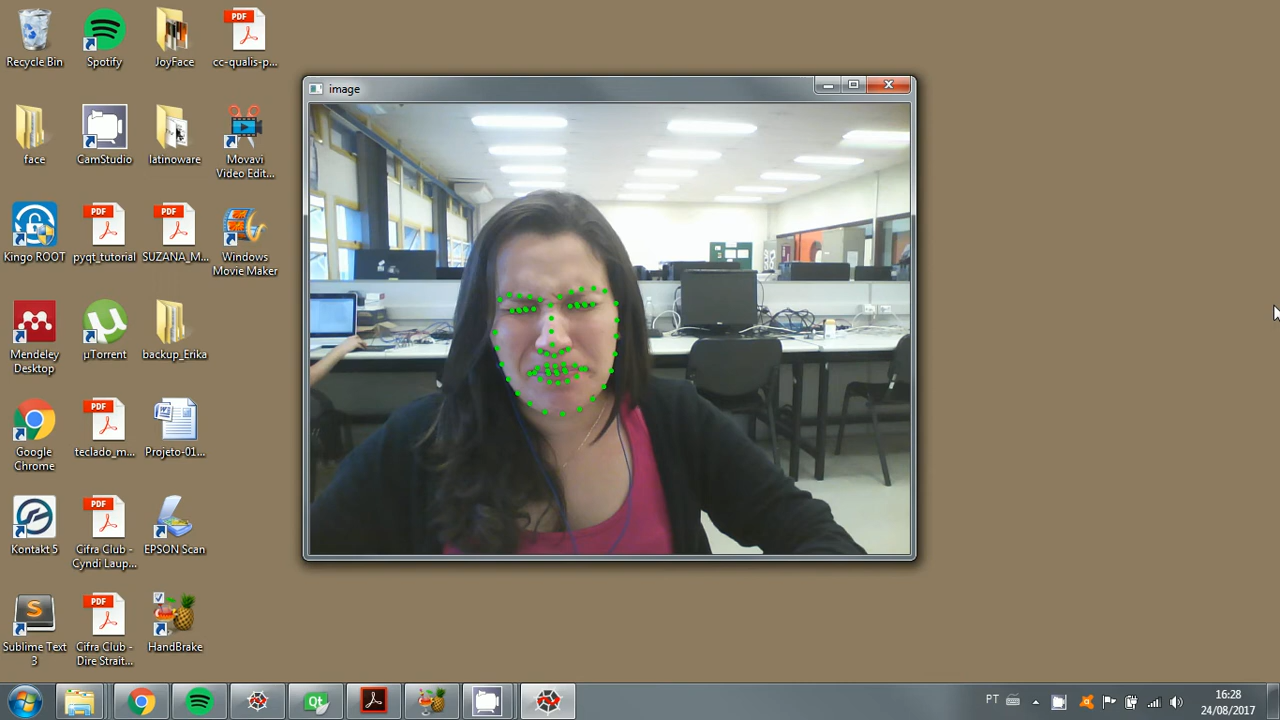 Recycle Bin
Spotify
JoyFace
PDF
cc-qualis-p...
face
CamStudio
latinoware
Movavi
Video Edit...
Kingo ROOT
PDF
pyqt_tutorial
PDF
SUZANA_M...
Windows
Movie Maker
Mendeley
Desktop
µTorrent
backup_Erika
Google
Chrome
PDF
teclado_m...
Projeto-01...
Kontakt 5
PDF
Cifra Club -
Cyndi Laup...
EPSON Scan
Sublime Text
3
PDF
Cifra Club -
Dire Strait...
HandBrake
image
Qt
PT
16:28
24/08/2017